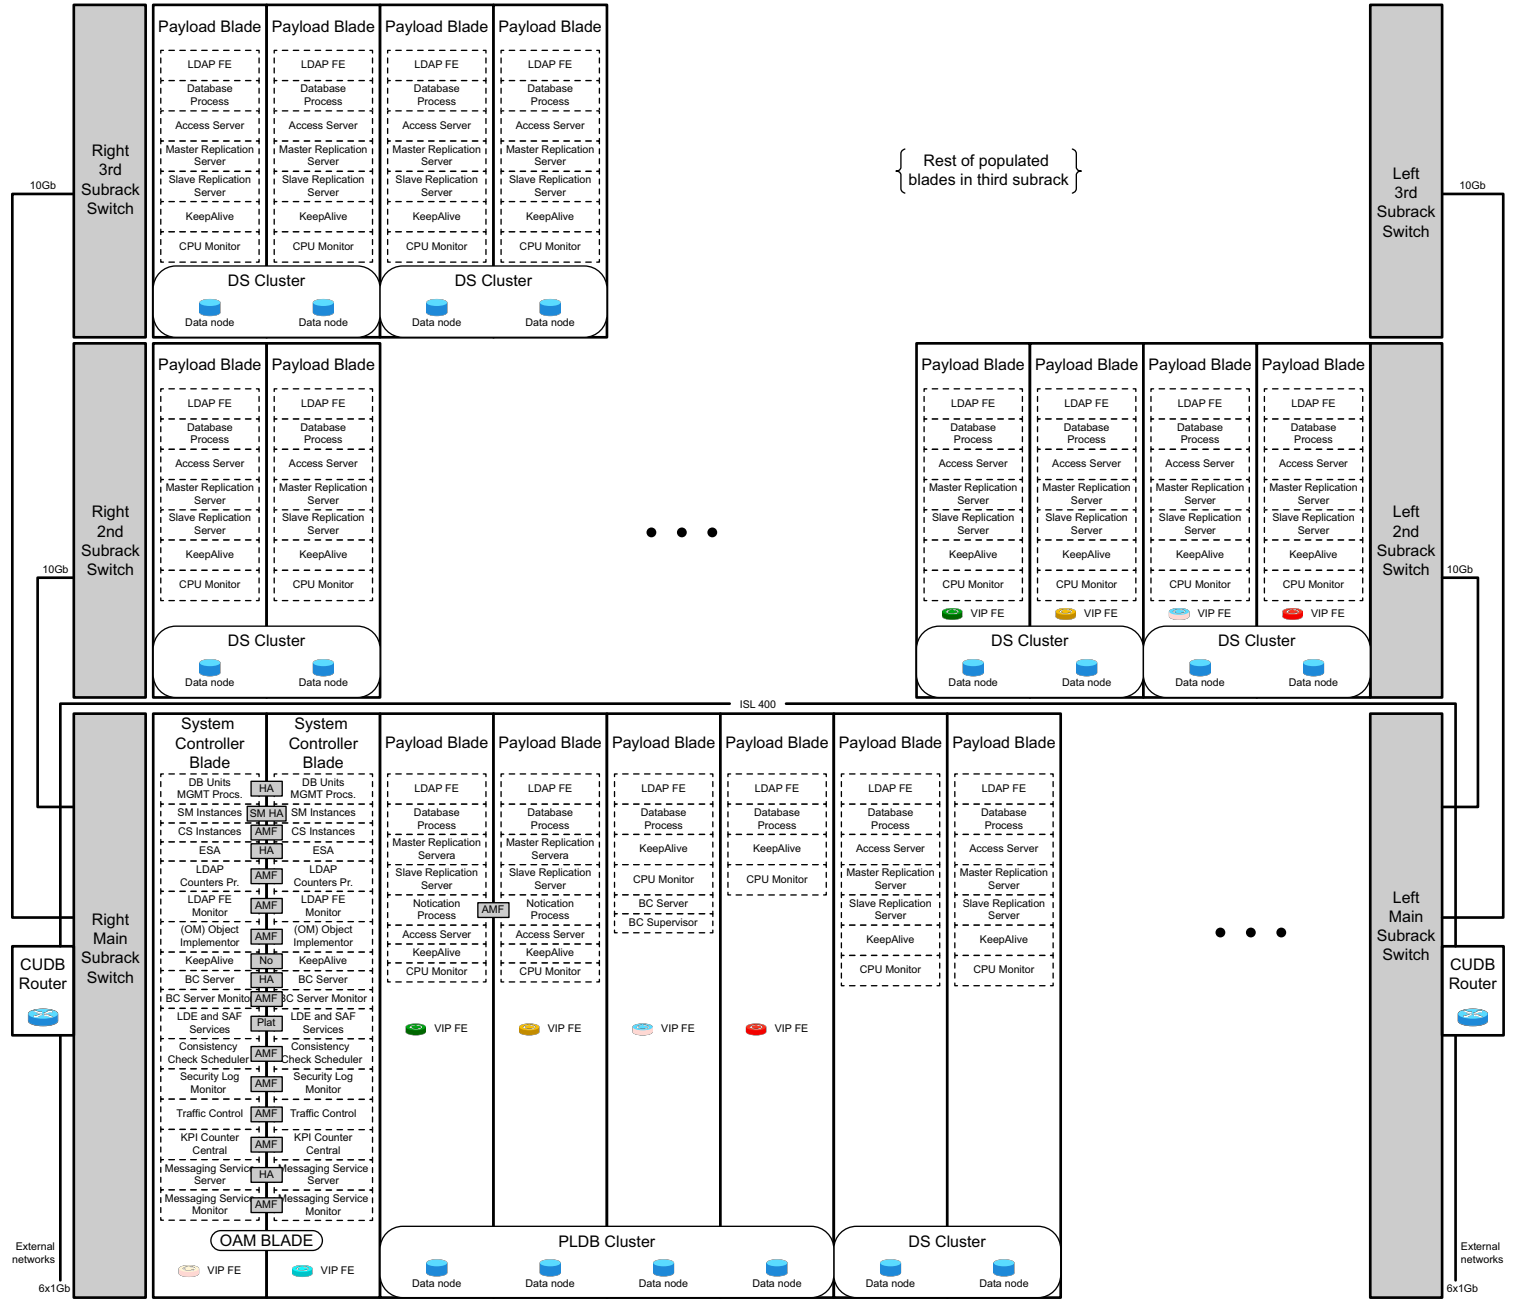 Right
3rd
Subrack
Switch
10Gb
Payload Blade
LDAP FE
Database
Process
Access Server
Master Replication
Server
Slave Replication
Server
KeepAlive
CPU Monitor
Payload Blade
LDAP FE
Database
Process
Access Server
Master Replication
Server
Slave Replication
Server
KeepAlive
CPU Monitor
DS Cluster
Data node
Data node
Payload Blade
LDAP FE
Database
Process
Access Server
Master Replication
Server
Slave Replication
Server
KeepAlive
CPU Monitor
Payload Blade
LDAP FE
Database
Process
Access Server
Master Replication
Server
Slave Replication
Server
KeepAlive
CPU Monitor
DS Cluster
Data node
Data node
{ Rest of populated
blades in third subrack }
Left
3rd
Subrack
Switch
10Gb
Right
2nd
Subrack
Switch
10Gb
Payload Blade
LDAP FE
Database
Process
Access Server
Master Replication
Server
Slave Replication
Server
KeepAlive
CPU Monitor
Payload Blade
LDAP FE
Database
Process
Access Server
Master Replication
Server
Slave Replication
Server
KeepAlive
CPU Monitor
DS Cluster
Data node
Data node
• • •
Payload Blade
LDAP FE
Database
Process
Access Server
Master Replication
Server
Slave Replication
Server
KeepAlive
CPU Monitor
VIP FE
Payload Blade
LDAP FE
Database
Process
Access Server
Master Replication
Server
Slave Replication
Server
KeepAlive
CPU Monitor
VIP FE
DS Cluster
Data node
Data node
Payload Blade
LDAP FE
Database
Process
Access Server
Master Replication
Server
Slave Replication
Server
KeepAlive
CPU Monitor
VIP FE
Payload Blade
LDAP FE
Database
Process
Access Server
Master Replication
Server
Slave Replication
Server
KeepAlive
CPU Monitor
VIP FE
DS Cluster
Data node
Data node
Left
2nd
Subrack
Switch
10Gb
ISL 400
Right
Main
Subrack
Switch
CUDB
Router
External
networks
6x1Gb
System
Controller
Blade
DB Units
MGMT Procs.
SM Instances
CS Instances
ESA
LDAP
Counters Pr.
LDAP FE
Monitor
(OM) Object
Implementor
KeepAlive
BC Server
BC Server Monitor
LDE and SAF
Services
Consistency
Check Scheduler
Security Log
Monitor
Traffic Control
KPI Counter
Central
Messaging Service
Server
Messaging Service
Monitor
HA
SM HA
AMF
HA
AMF
AMF
AMF
No
HA
AMF
Plat
AMF
AMF
AMF
AMF
HA
AMF
System
Controller
Blade
DB Units
MGMT Procs.
SM Instances
CS Instances
ESA
LDAP
Counters Pr.
LDAP FE
Monitor
(OM) Object
Implementor
KeepAlive
BC Server
BC Server Monitor
LDE and SAF
Services
Consistency
Check Scheduler
Security Log
Monitor
Traffic Control
KPI Counter
Central
Messaging Service
Server
Messaging Service
Monitor
OAM BLADE
VIP FE
VIP FE
Payload Blade
LDAP FE
Database
Process
Master Replication
Servera
Slave Replication
Server
Notication
Process
Access Server
KeepAlive
CPU Monitor
VIP FE
AMF
Payload Blade
LDAP FE
Database
Process
Master Replication
Servera
Slave Replication
Server
Notication
Process
Access Server
KeepAlive
CPU Monitor
VIP FE
Payload Blade
LDAP FE
Database
Process
KeepAlive
CPU Monitor
BC Server
BC Supervisor
VIP FE
Payload Blade
LDAP FE
Database
Process
KeepAlive
CPU Monitor
VIP FE
PLDB Cluster
Data node
Data node
Data node
Data node
Payload Blade
LDAP FE
Database
Process
Access Server
Master Replication
Server
Slave Replication
Server
KeepAlive
CPU Monitor
Payload Blade
LDAP FE
Database
Process
Access Server
Master Replication
Server
Slave Replication
Server
KeepAlive
CPU Monitor
DS Cluster
Data node
Data node
• • •
Left
Main
Subrack
Switch
CUDB
Router
External
networks
6x1Gb